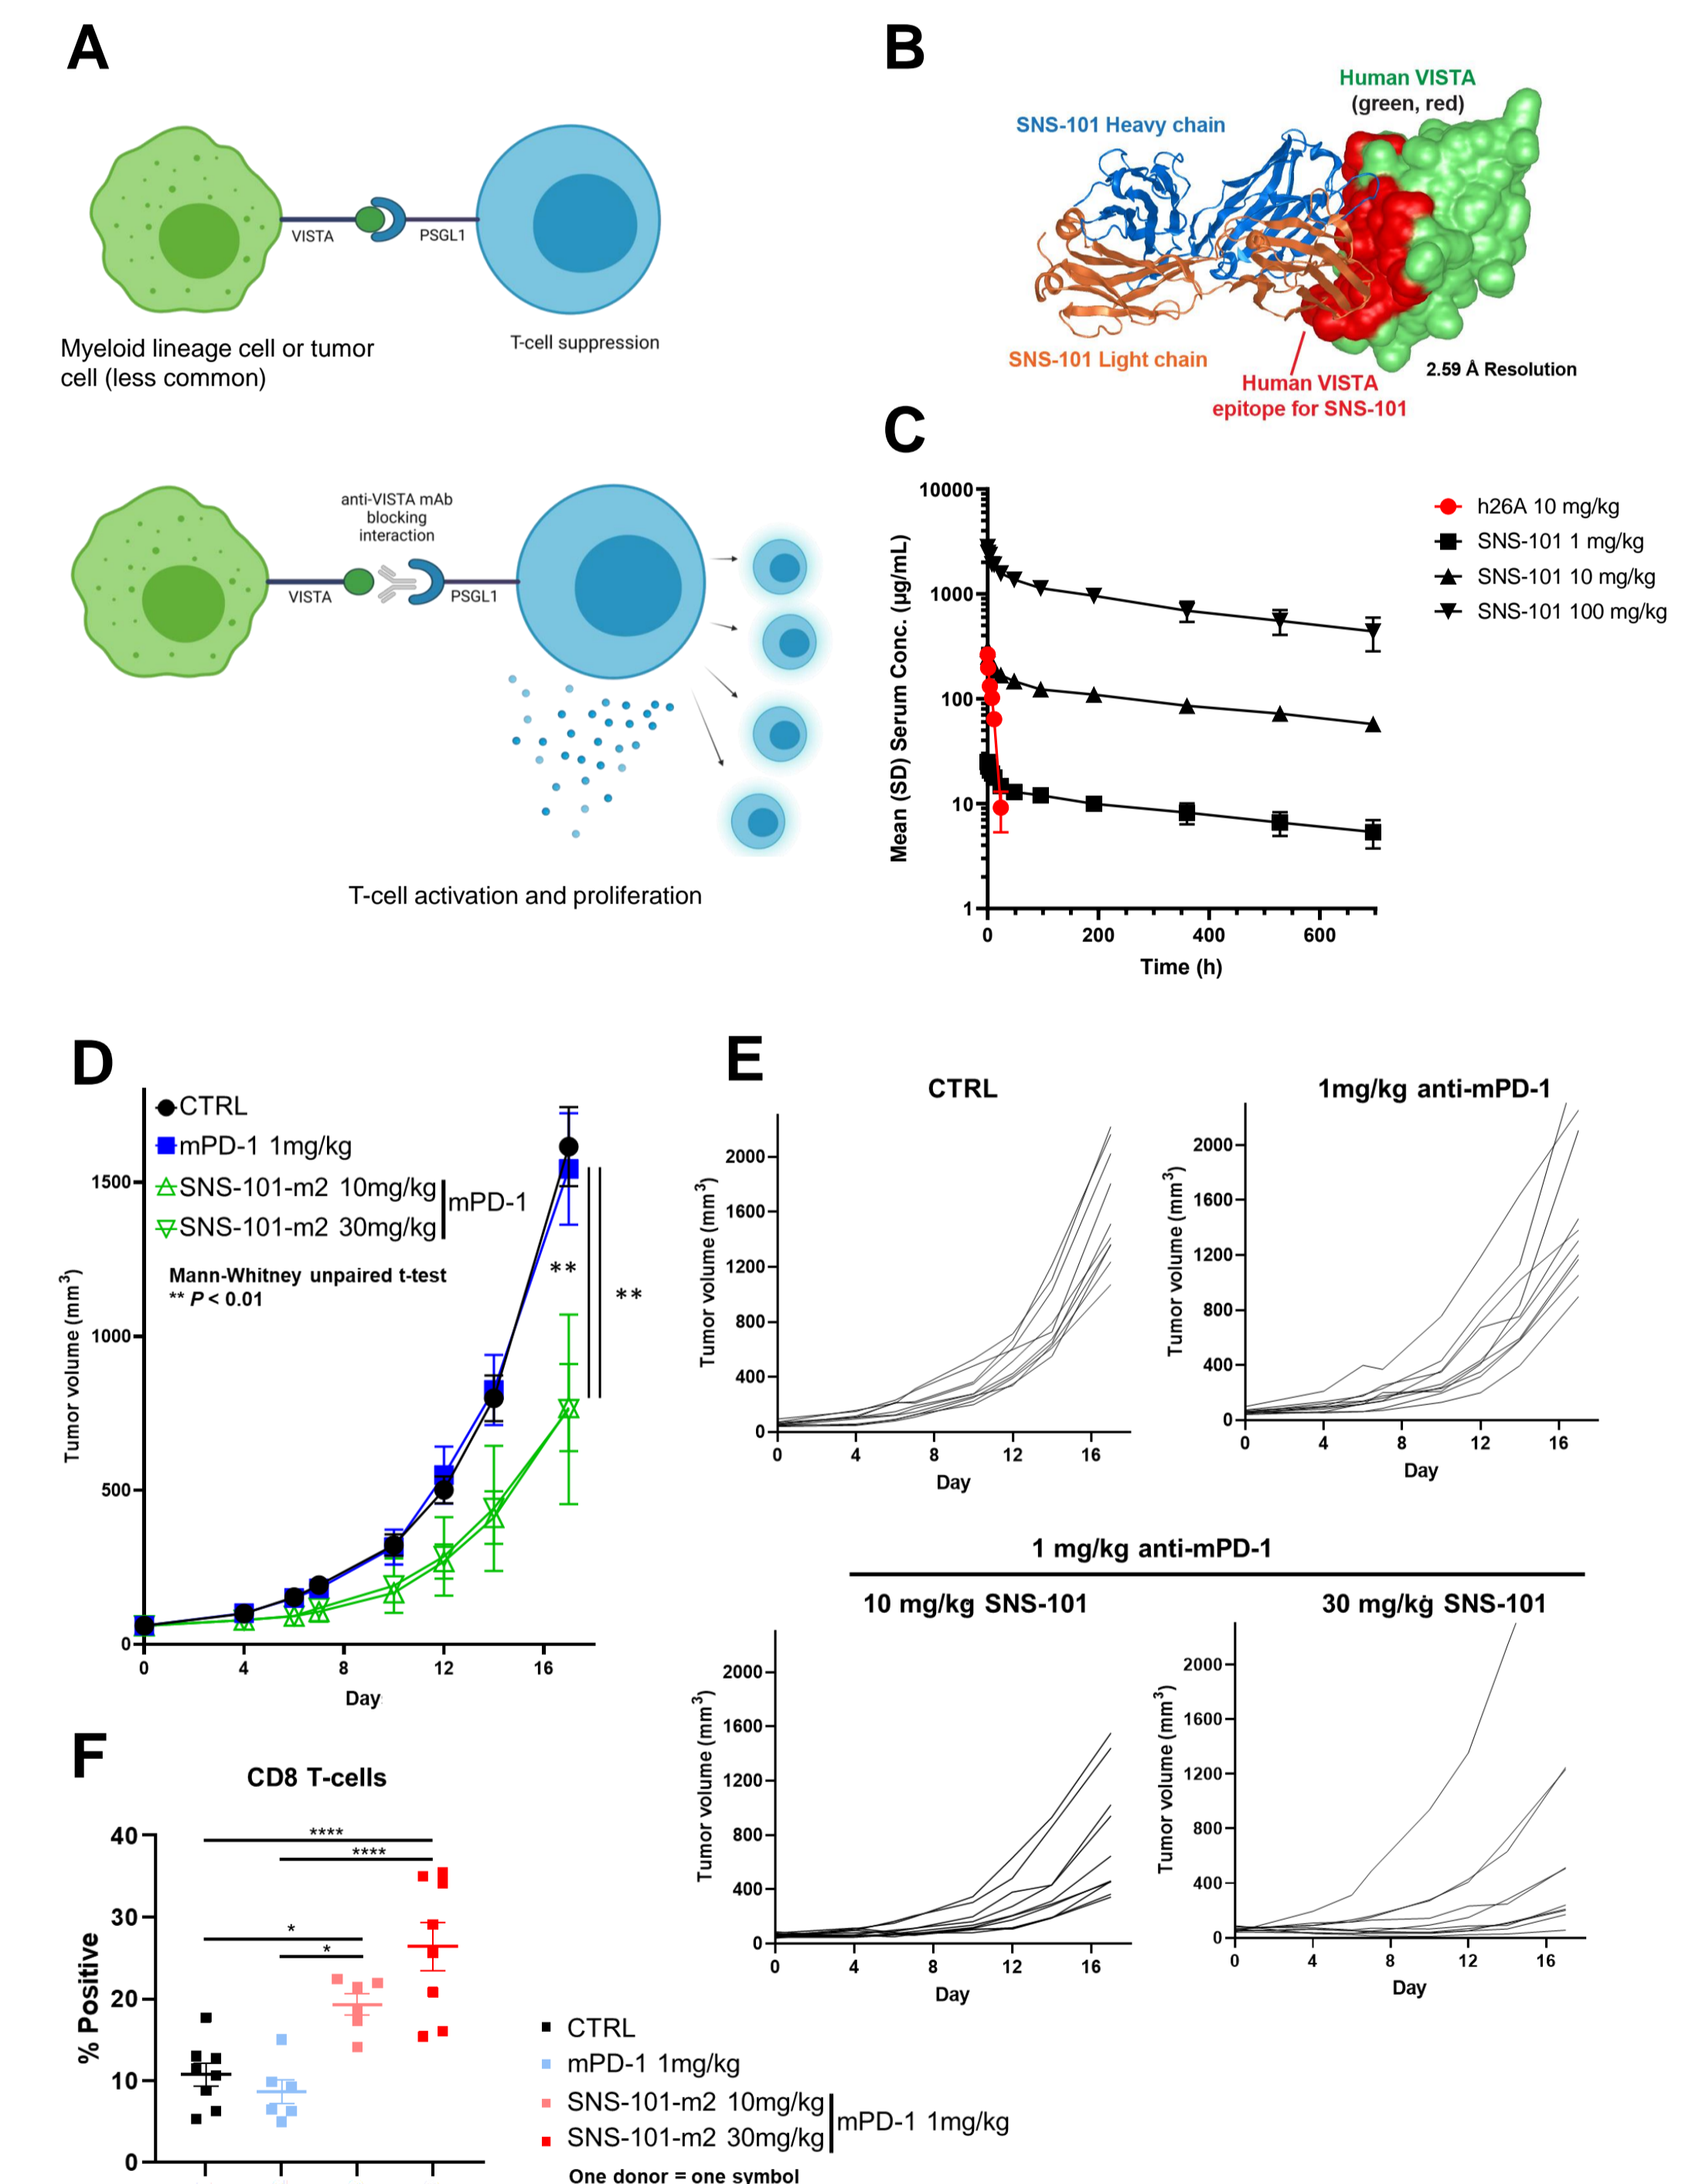 A
VISTA
PSGL1
Myeloid lineage cell or tumor
cell (less common)
T-cell suppression
anti-VISTA mAb
blocking
interaction
VISTA
PSGL1
T-cell activation and proliferation
B
Human VISTA
(green, red)
SNS-101 Heavy chain
SNS-101 Light chain
2.59 Å Resolution
Human VISTA
epitope for SNS-101
C
Mean (SD) Serum Conc. (µg/mL)
10000
1000
100
10
1
0
200
400
600
Time (h)
h26A 10 mg/kg
SNS-101 1 mg/kg
SNS-101 10 mg/kg
SNS-101 100 mg/kg
D
CTRL
mPD-1 1mg/kg
SNS-101-m2 10mg/kg
SNS-101-m2 30mg/kg
mPD-1
Mann-Whitney unpaired t-test
** P < 0.01
**
**
Tumor volume (mm3)
1500
1000
500
0
0
4
8
12
16
Day
E
CTRL
Tumor volume (mm3)
2000
1600
1200
800
400
0
0
4
8
12
16
Day
1mg/kg anti-mPD-1
Tumor volume (mm3)
2000
1600
1200
800
400
0
0
4
8
12
16
Day
1 mg/kg anti-mPD-1
10 mg/kg SNS-101
Tumor volume (mm3)
2000
1600
1200
800
400
0
0
4
8
12
16
Day
30 mg/kg SNS-101
Tumor volume (mm3)
2000
1600
1200
800
400
0
0
4
8
12
16
Day
F
CD8 T-cells
% Positive
40
30
20
10
0
****
****
*
*
CTRL
mPD-1 1mg/kg
SNS-101-m2 10mg/kg
SNS-101-m2 30mg/kg
mPD-1 1mg/kg
One donor = one symbol